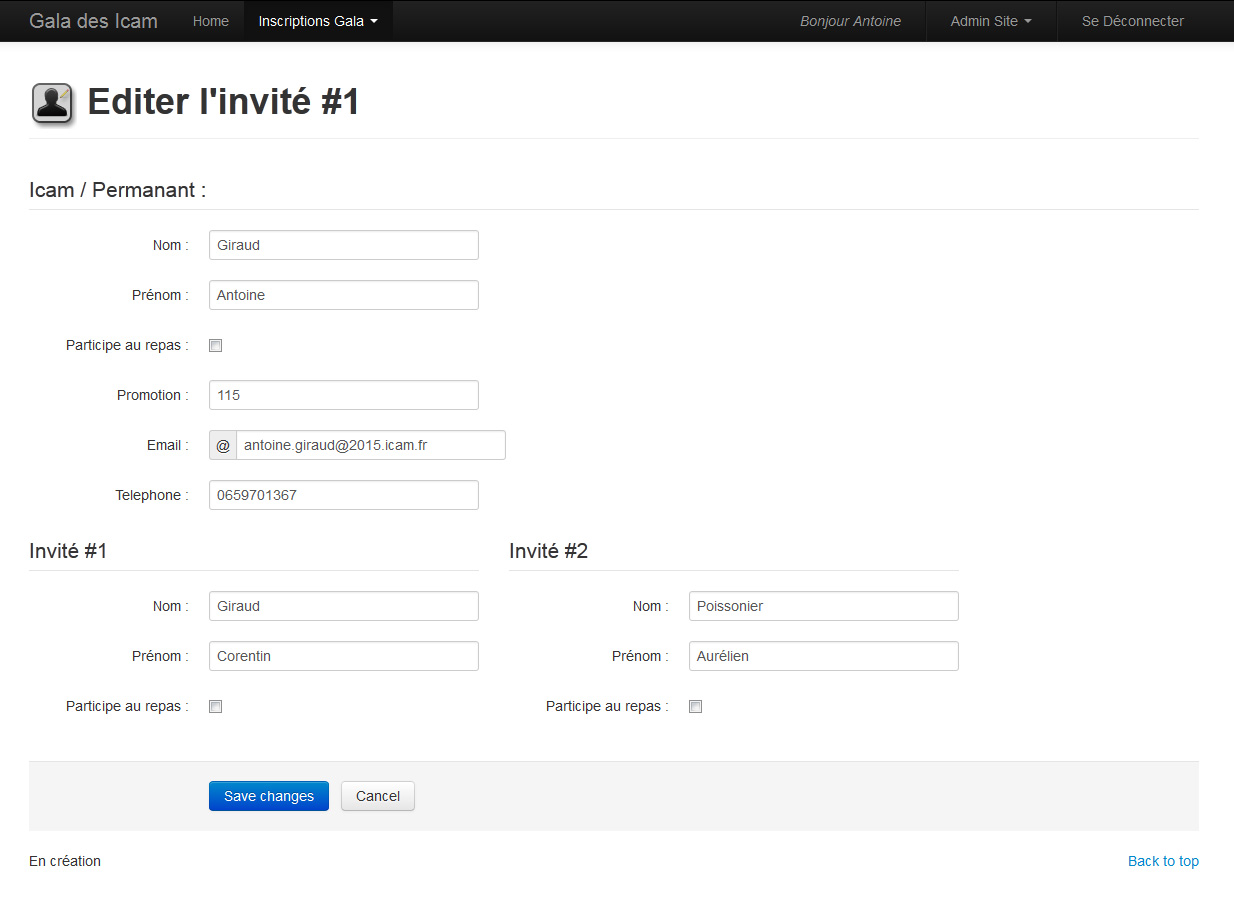 Gala des Icam Home Inscriptions Gala Bonjour Antoine Admin Site Se Déconnecter
Editer l'invité #1
Icam / Permanant :
Nom : Giraud
Prénom : Antoine
Participe au repas :
Promotion : 115
Email : @ antoine.giraud@2015.icam.fr
Telephone : 0659701367
Invité #1
Nom : Giraud
Prénom : Corentin
Participe au repas :
Invité #2
Nom : Poissonier
Prénom : Aurélien
Participe au repas :
Save changes Cancel
En création Back to top